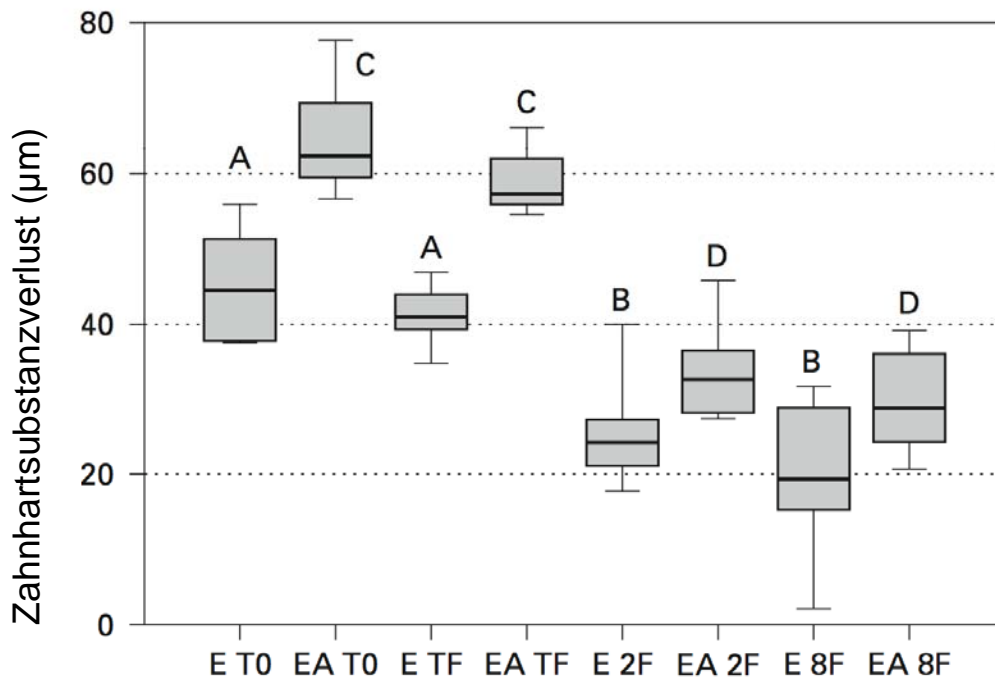 Zahnhartsubstanzverlust (µm)
80
60
40
20
0
A
C
A
C
B
D
B
D
E T0 EA T0 E TF EA TF E 2F EA 2F E 8F EA 8F